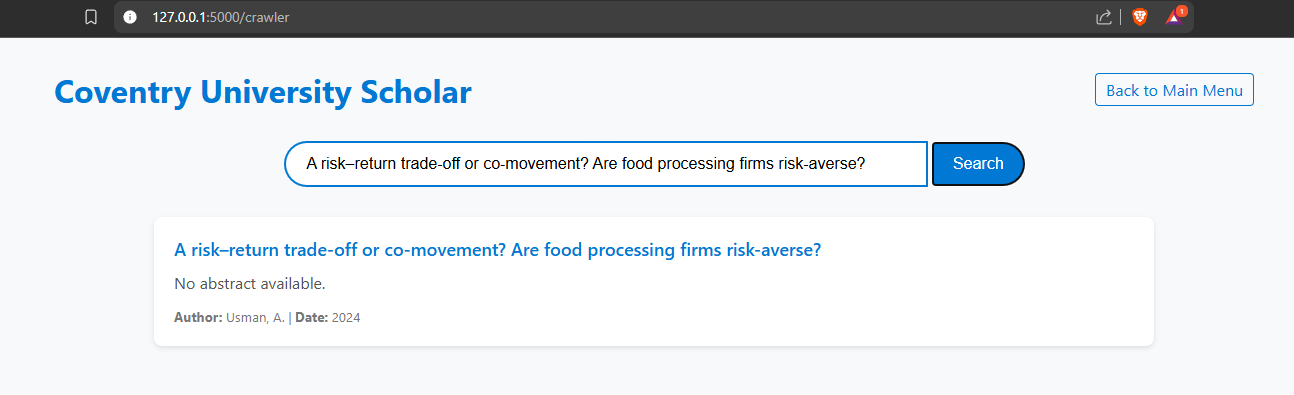 127.0.0.1:5000/crawler
1
Coventry University Scholar
Back to Main Menu
A risk–return trade-off or co-movement? Are food processing firms risk-averse?
Search
A risk–return trade-off or co-movement? Are food processing firms risk-averse?
No abstract available.
Author: Usman, A. | Date: 2024